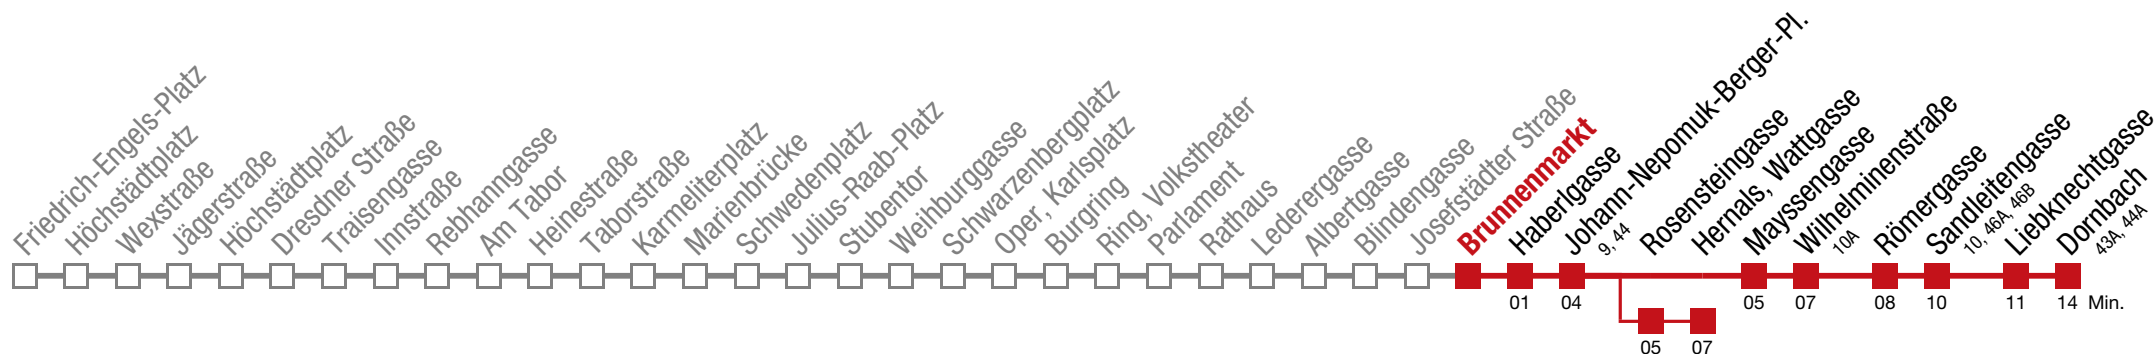 Friedrich-Engels-Platz
Höchstädtplatz
Wexstraße
Jägerstraße
Höchstädtplatz
Dresdner Straße
Traisengasse
Innstraße
Rebhanngasse
Am Tabor
Heinestraße
Taborstraße
Karmeliterplatz
Marienbrücke
Schwedenplatz
Julius-Raab-Platz
Stubentor
Weihburggasse
Schwarzenbergplatz
Oper, Karlsplatz
Burgring
Ring, Volkstheater
Parlament
Rathaus
Lederergasse
Albertgasse
Blindengasse
Josefstädter Straße
Brunnenmarkt
Haberlgasse
Johann-Nepomuk-Berger-Pl.
9, 44
Rosensteingasse
Hernals, Wattgasse
Mayssengasse
Wilhelminenstraße
10A
Römergasse
Sandleitengasse
10, 46A, 46B
Liebknechtgasse
Dornbach
43A, 44A
01 04 05 07 08 10 11 14 Min.
05 07